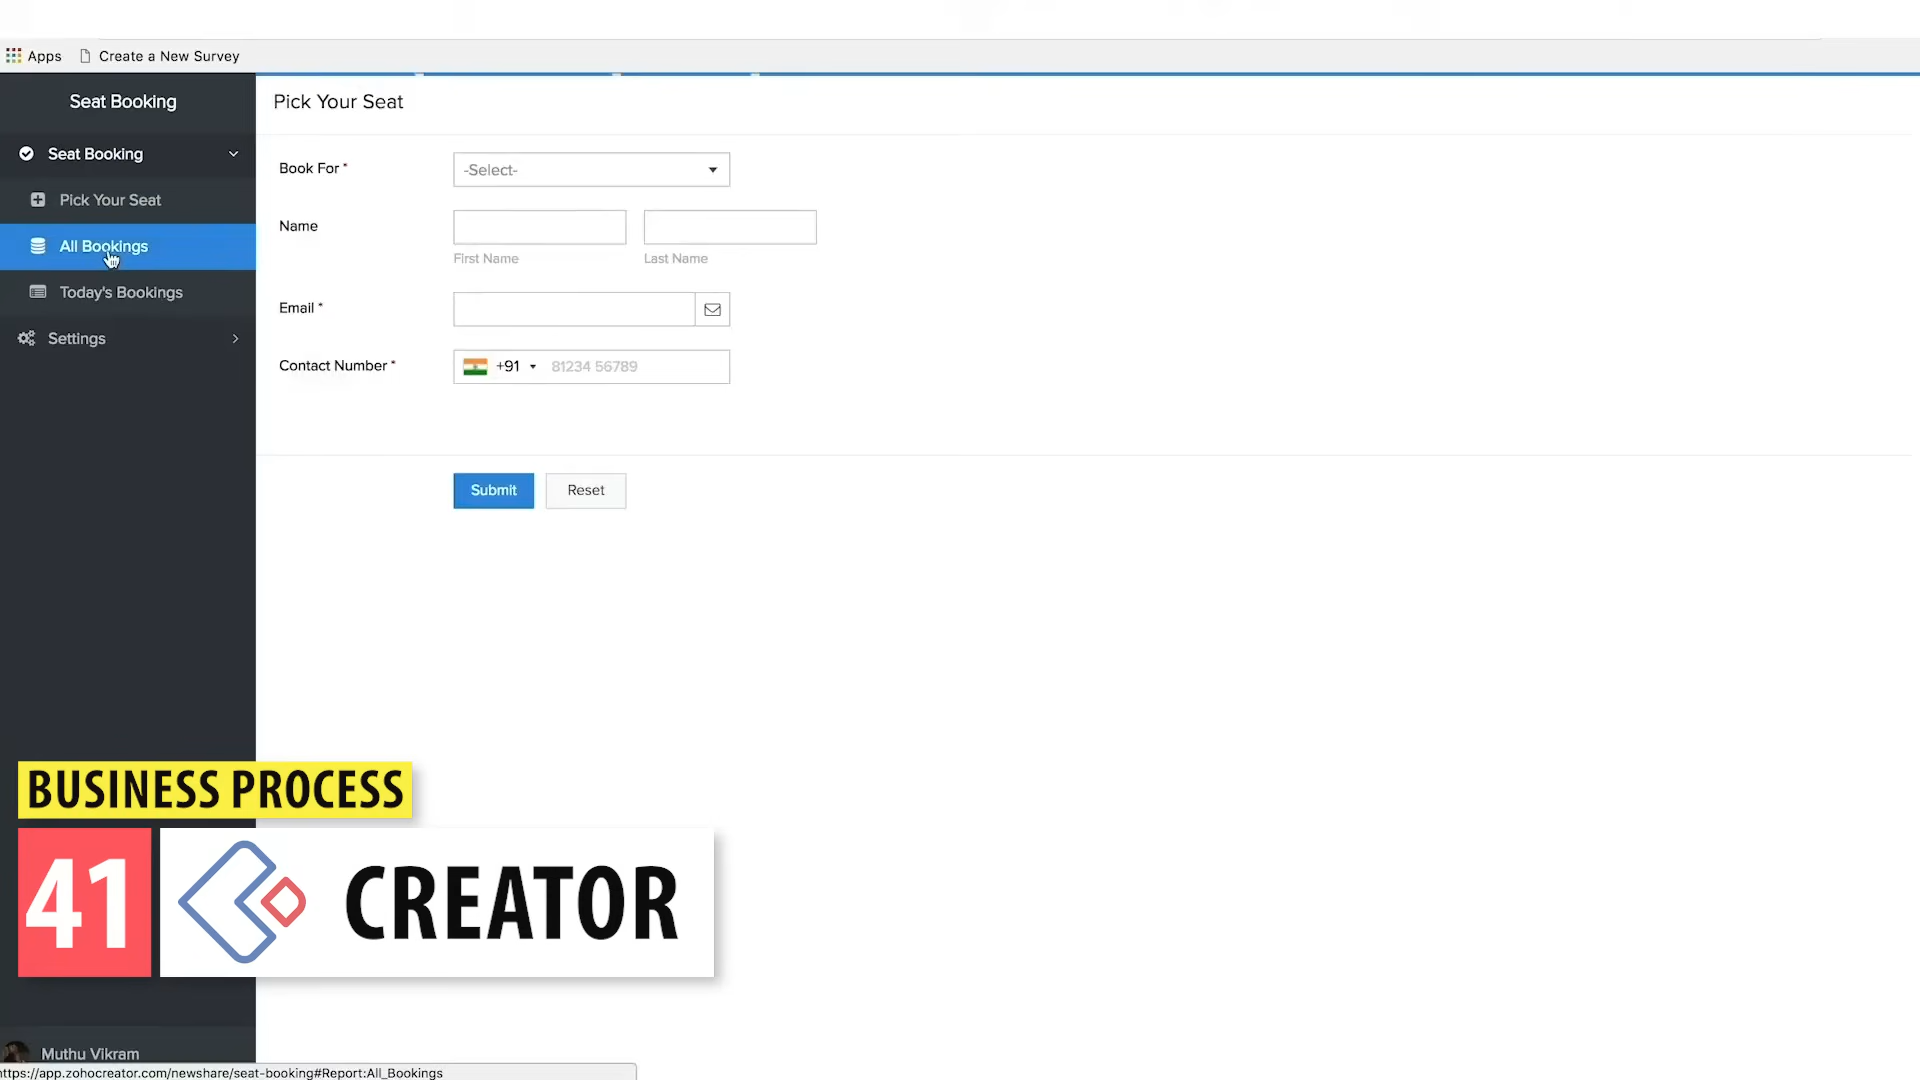 Apps
Create a New Survey
Seat Booking
Pick Your Seat
Seat Booking
Pick Your Seat
All Bookings
Today's Bookings
Settings
Book For *
-Select-
Name
First Name
Last Name
Email *
Contact Number *
+91
81234 56789
Submit
Reset
BUSINESS PROCESS
41
CREATOR
Muthu Vikram
ttps://app.zohocreator.com/newshare/seat-booking#Report:All_Bookings